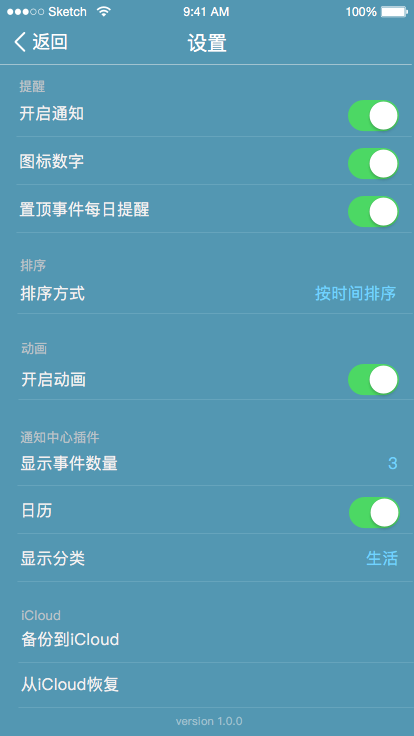 Sketch 9:41 AM 100%
返回 设置
提醒
开启通知
图标数字
置顶事件每日提醒
排序
排序方式 按时间排序
动画
开启动画
通知中心插件
显示事件数量 3
日历
显示分类 生活
iCloud
备份到iCloud
从iCloud恢复
version 1.0.0